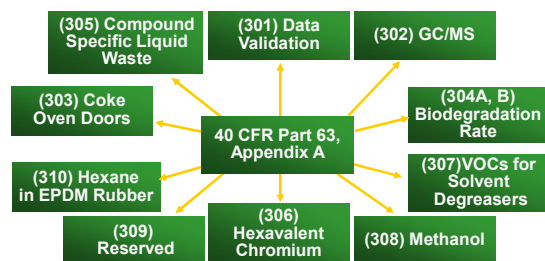 (305) Compound
Specific Liquid
Waste
(301) Data
Validation
(302) GC/MS
(303) Coke
Oven Doors
40 CFR Part 63,
Appendix A
(304A, B)
Biodegradation
Rate
(310) Hexane
in EPDM Rubber
(307)VOCs for
Solvent
Degreasers
(309)
Reserved
(306)
Hexavalent
Chromium
(308) Methanol